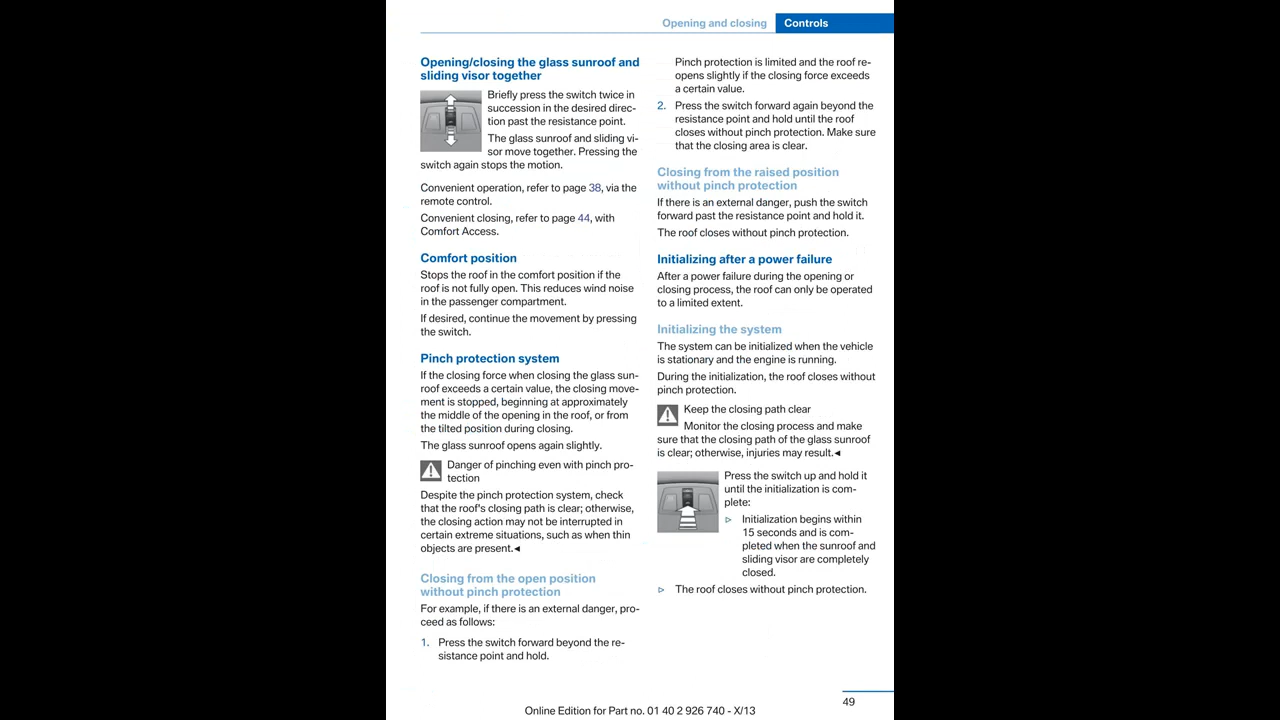 Opening and closing Controls
Opening/closing the glass sunroof and
sliding visor together
Briefly press the switch twice in
succession in the desired direc-
tion past the resistance point.
The glass sunroof and sliding vi-
sor move together. Pressing the
switch again stops the motion.
Convenient operation, refer to page 38, via the
remote control.
Convenient closing, refer to page 44, with
Comfort Access.
Comfort position
Stops the roof in the comfort position if the
roof is not fully open. This reduces wind noise
in the passenger compartment.
If desired, continue the movement by pressing
the switch.
Pinch protection system
If the closing force when closing the glass sun-
roof exceeds a certain value, the closing move-
ment is stopped, beginning at approximately
the middle of the opening in the roof, or from
the tilted position during closing.
The glass sunroof opens again slightly.
Danger of pinching even with pinch pro-
tection
Despite the pinch protection system, check
that the roof's closing path is clear; otherwise,
the closing action may not be interrupted in
certain extreme situations, such as when thin
objects are present.◄
Closing from the open position
without pinch protection
For example, if there is an external danger, pro-
ceed as follows:
1. Press the switch forward beyond the re-
sistance point and hold.
Pinch protection is limited and the roof re-
opens slightly if the closing force exceeds
a certain value.
2. Press the switch forward again beyond the
resistance point and hold until the roof
closes without pinch protection. Make sure
that the closing area is clear.
Closing from the raised position
without pinch protection
If there is an external danger, push the switch
forward past the resistance point and hold it.
The roof closes without pinch protection.
Initializing after a power failure
After a power failure during the opening or
closing process, the roof can only be operated
to a limited extent.
Initializing the system
The system can be initialized when the vehicle
is stationary and the engine is running.
During the initialization, the roof closes without
pinch protection.
Keep the closing path clear
Monitor the closing process and make
sure that the closing path of the glass sunroof
is clear; otherwise, injuries may result.◄
Press the switch up and hold it
until the initialization is com-
plete:
▷ Initialization begins within
15 seconds and is com-
pleted when the sunroof and
sliding visor are completely
closed.
▷ The roof closes without pinch protection.
49
Online Edition for Part no. 01 40 2 926 740 - X/13